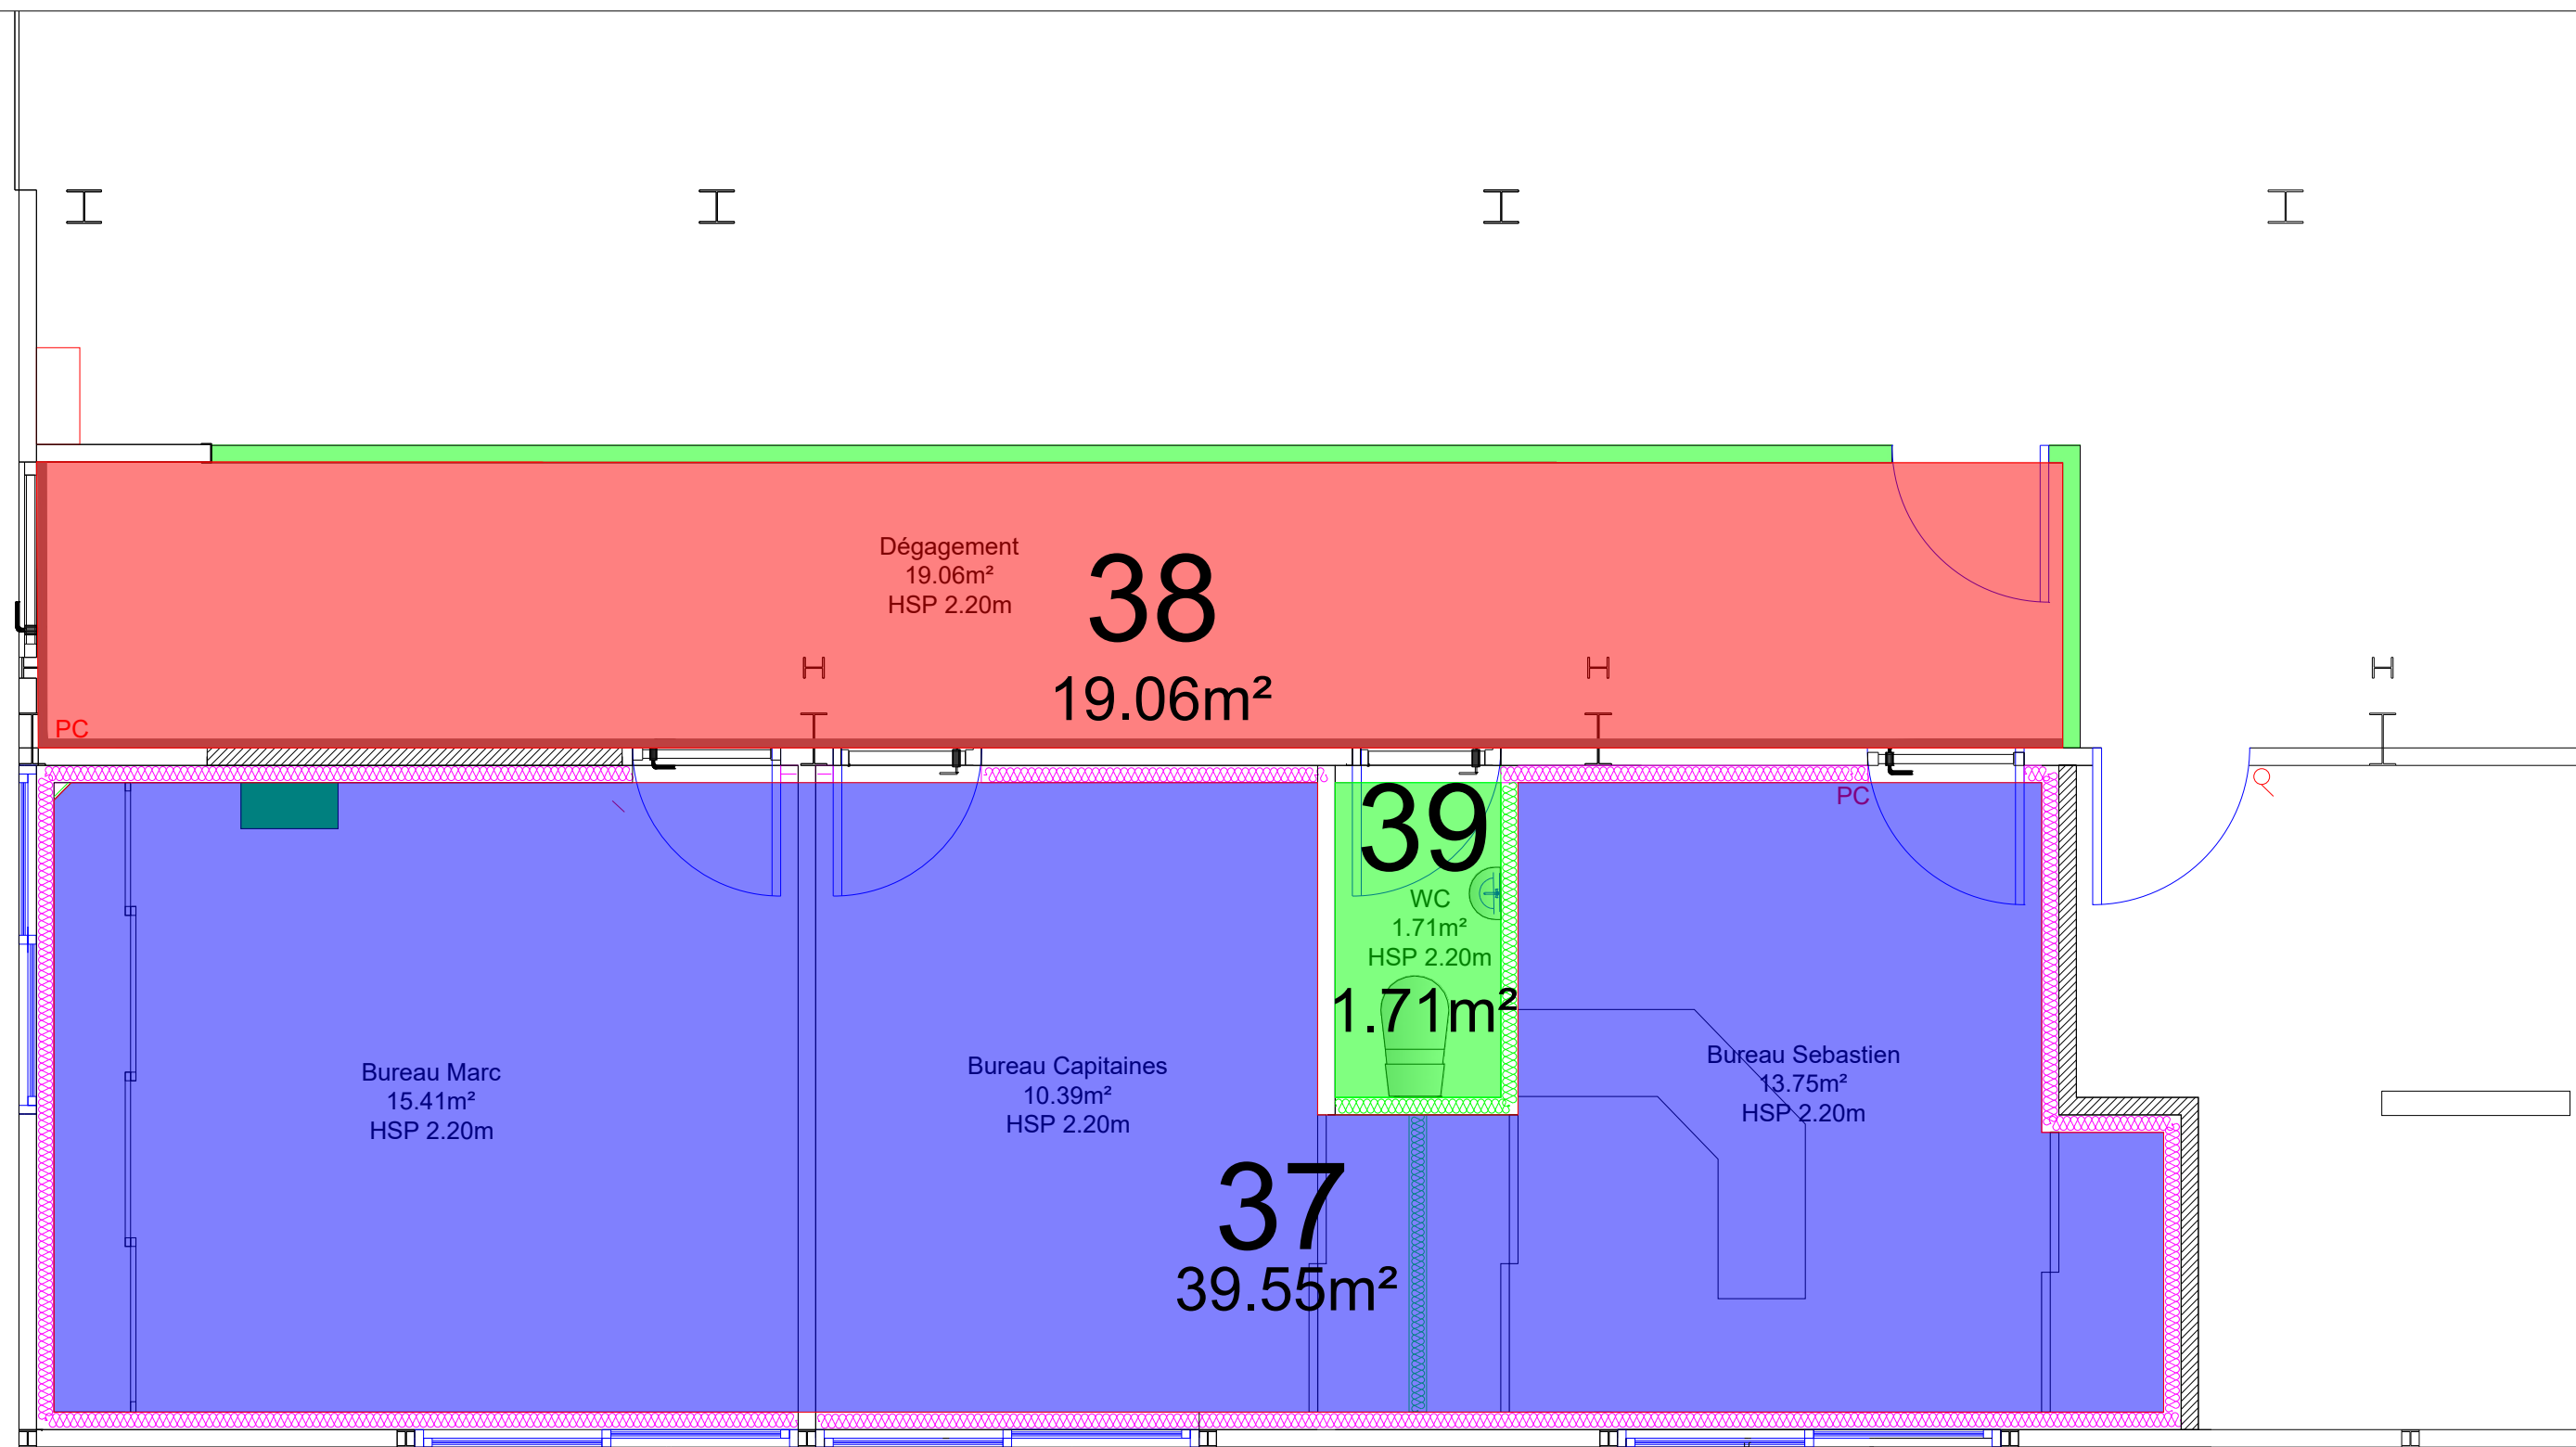 Dégagement
19.06m²
HSP 2.20m
38
19.06m²
PC
39
WC
1.71m²
HSP 2.20m
1.71m²
PC
Bureau Marc
15.41m²
HSP 2.20m
Bureau Capitaines
10.39m²
HSP 2.20m
Bureau Sebastien
13.75m²
HSP 2.20m
37
39.55m²